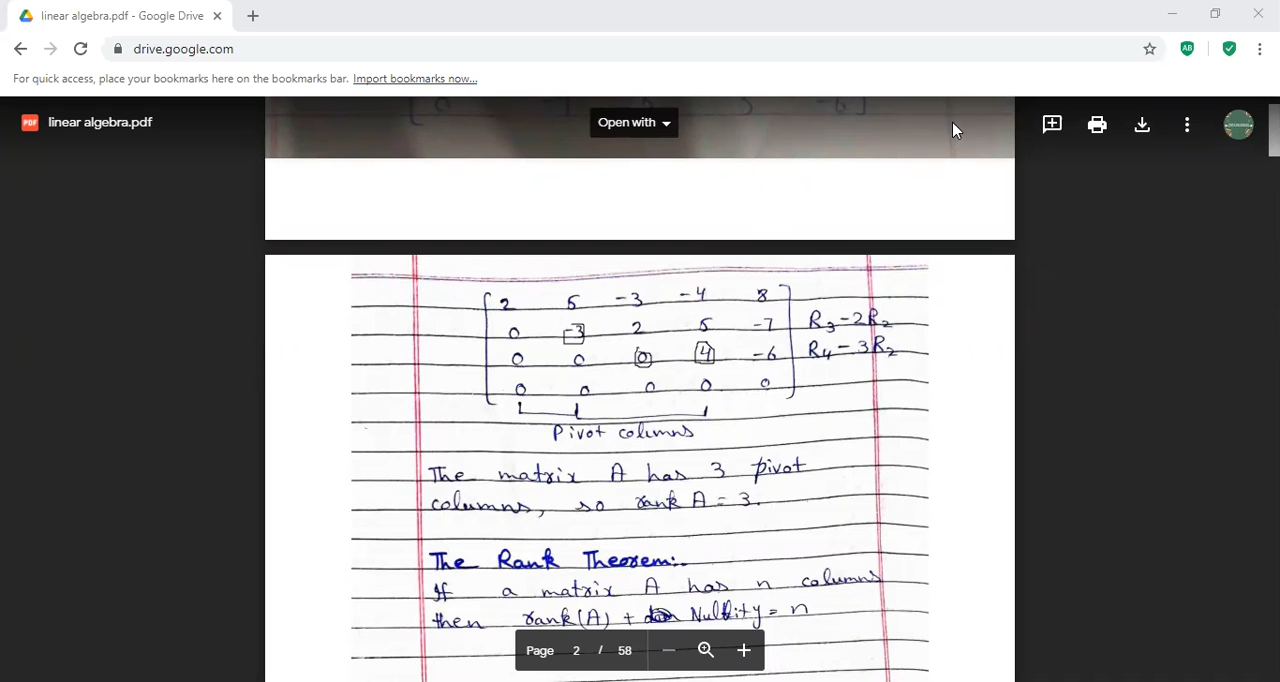 linear algebra.pdf - Google Drive
drive.google.com
For quick access, place your bookmarks here on the bookmarks bar. Import bookmarks now...
linear algebra.pdf
Open with
2 5 -3 -4 8
0 -3 2 5 -7 R3-2R2
0 0 0 4 -6 R4-3R2
0 0 0 0 0
Pivot columns
The matrix A has 3 pivot
columns, so rank A = 3.
The Rank Theorem:-
If a matrix A has n columns
then rank(A) + Nullity = n
Page 2 / 58